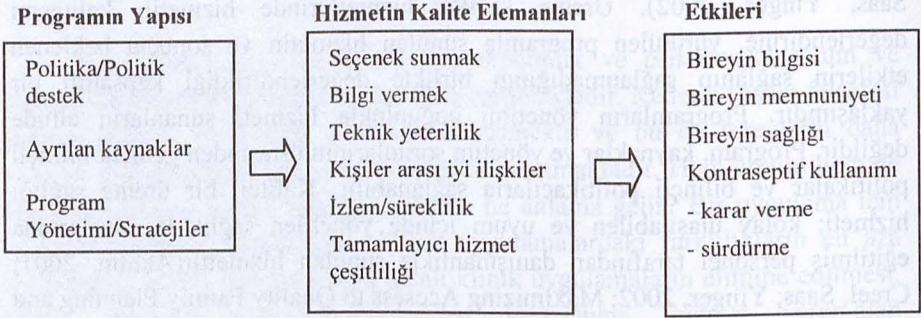 Programın Yapısı
Politika/Politik
destek
Ayrılan kaynaklar
Program
Yönetimi/Stratejiler
Hizmetin Kalite Elemanları
Seçenek sunmak
Bilgi vermek
Teknik yeterlilik
Kişiler arası iyi ilişkiler
İzlem/süreklilik
Tamamlayıcı hizmet
çeşitliliği
Etkileri
Bireyin bilgisi
Bireyin memnuniyeti
Bireyin sağlığı
Kontraseptif kullanımı
- karar verme
- sürdürme